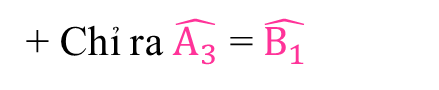 + Chỉ ra $\widehat{A_3} = \widehat{B_1}$